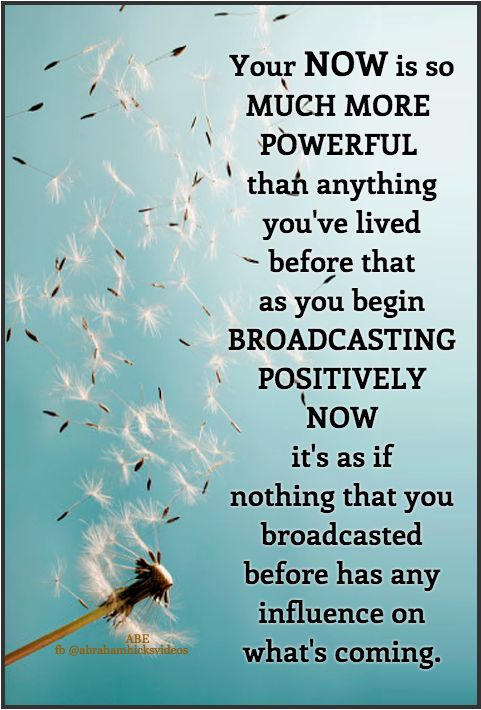 Your NOW is so
MUCH MORE
POWERFUL
than anything
you've lived
before that
as you begin
BROADCASTING
POSITIVELY
NOW
it's as if
nothing that you
broadcasted
before has any
influence on
what's coming.
ABE
fb @abrahamhicksvideos